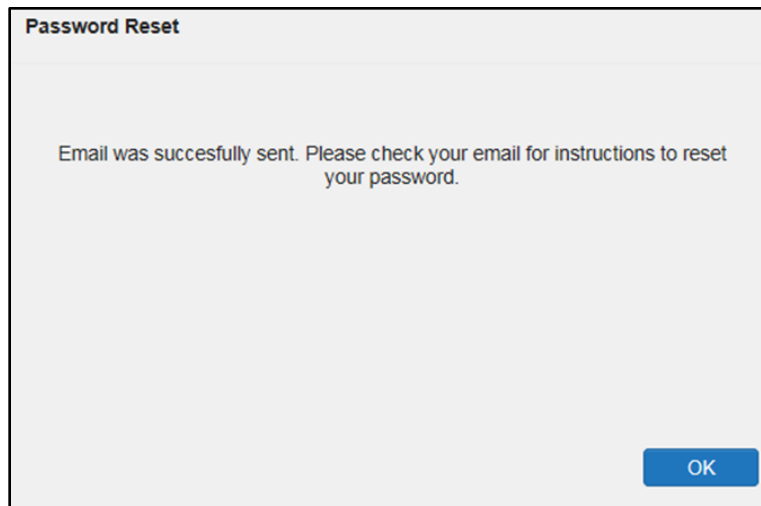 Password Reset
Email was succesfully sent. Please check your email for instructions to reset
your password.
OK